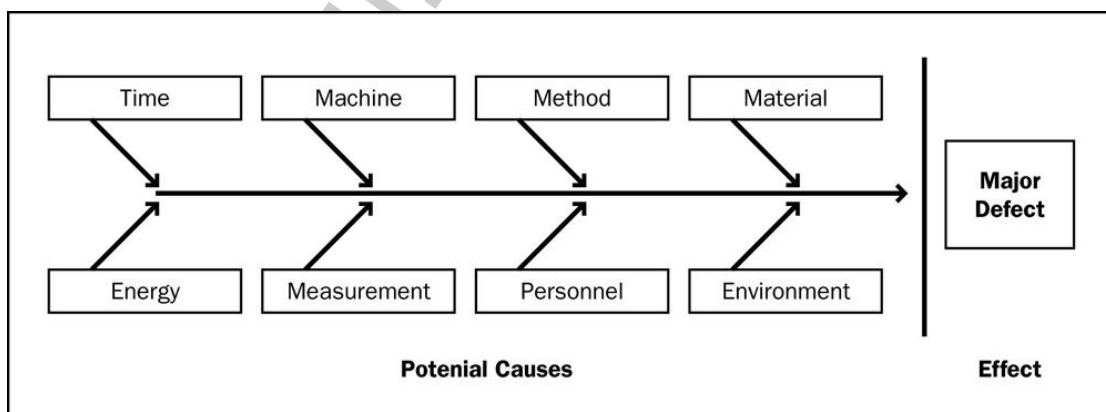 Time
Machine
Method
Material
Major
Defect
Energy
Measurement
Personnel
Environment
Potenial Causes
Effect